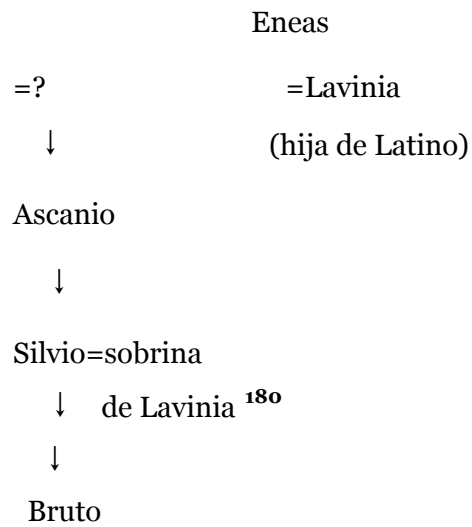 Eneas
=? =Lavinia
↓ (hija de Latino)
Ascanio
↓
Silvio=sobrina
↓ de Lavinia 180
↓
Bruto